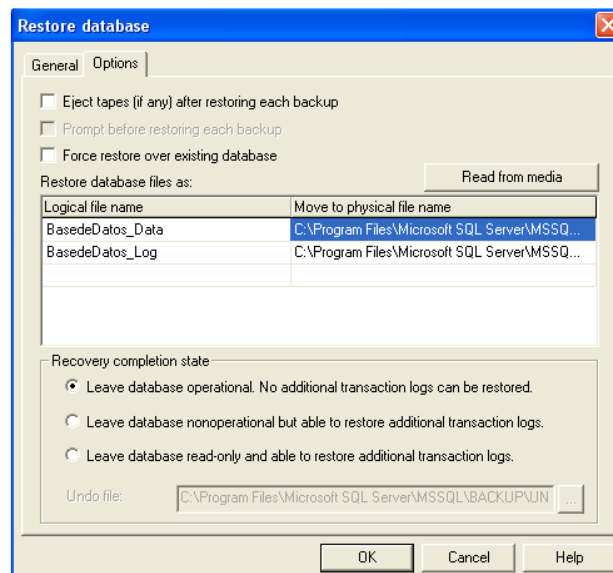 Restore database
General Options
Eject tapes (if any) after restoring each backup
Prompt before restoring each backup
Force restore over existing database
Restore database files as:
Read from media
Logical file name Move to physical file name
BasedeDatos_Data C:\Program Files\Microsoft SQL Server\MSSQ...
BasedeDatos_Log C:\Program Files\Microsoft SQL Server\MSSQ...
Recovery completion state
Leave database operational. No additional transaction logs can be restored.
Leave database nonoperational but able to restore additional transaction logs.
Leave database read-only and able to restore additional transaction logs.
Undo file: C:\Program Files\Microsoft SQL Server\MSSQL\BACKUP\UN ...
OK Cancel Help